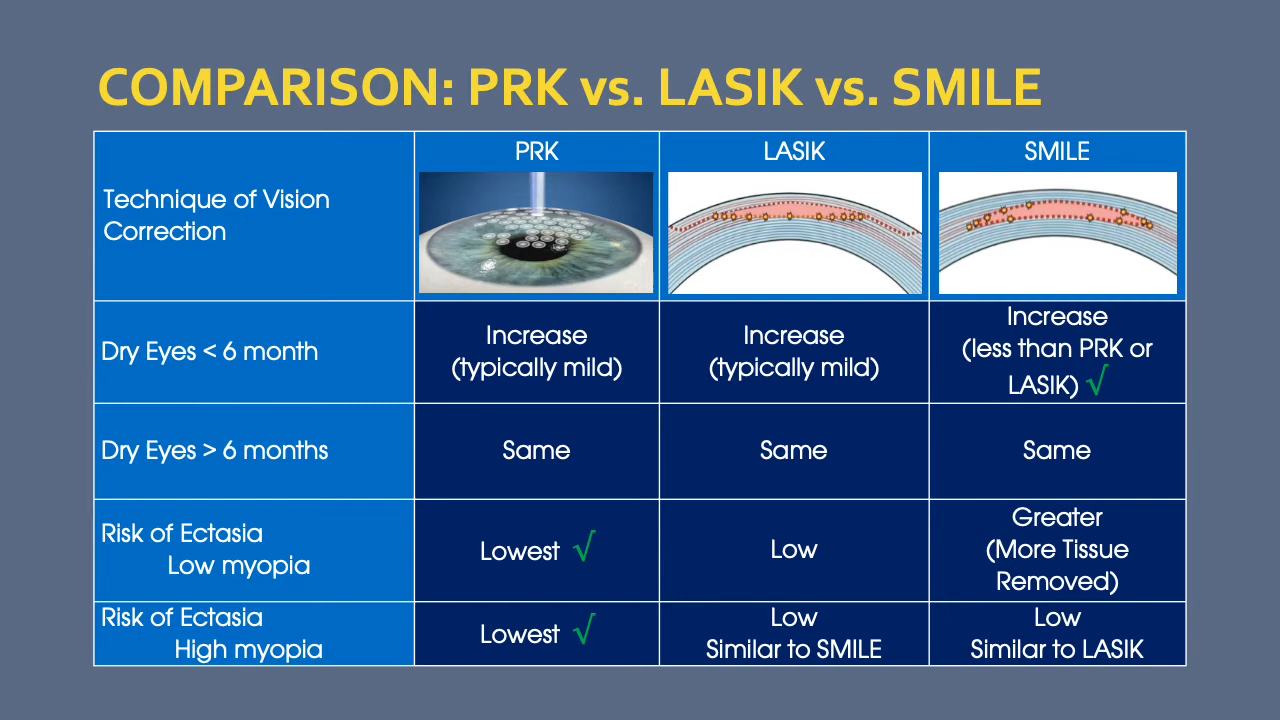 COMPARISON: PRK vs. LASIK vs. SMILE
Technique of Vision
Correction
PRK
LASIK
SMILE
Dry Eyes < 6 month
Increase
(typically mild)
Increase
(typically mild)
Increase
(less than PRK or
LASIK) √
Dry Eyes > 6 months
Same
Same
Same
Risk of Ectasia
Low myopia
Lowest √
Low
Greater
(More Tissue
Removed)
Risk of Ectasia
High myopia
Lowest √
Low
Similar to SMILE
Low
Similar to LASIK